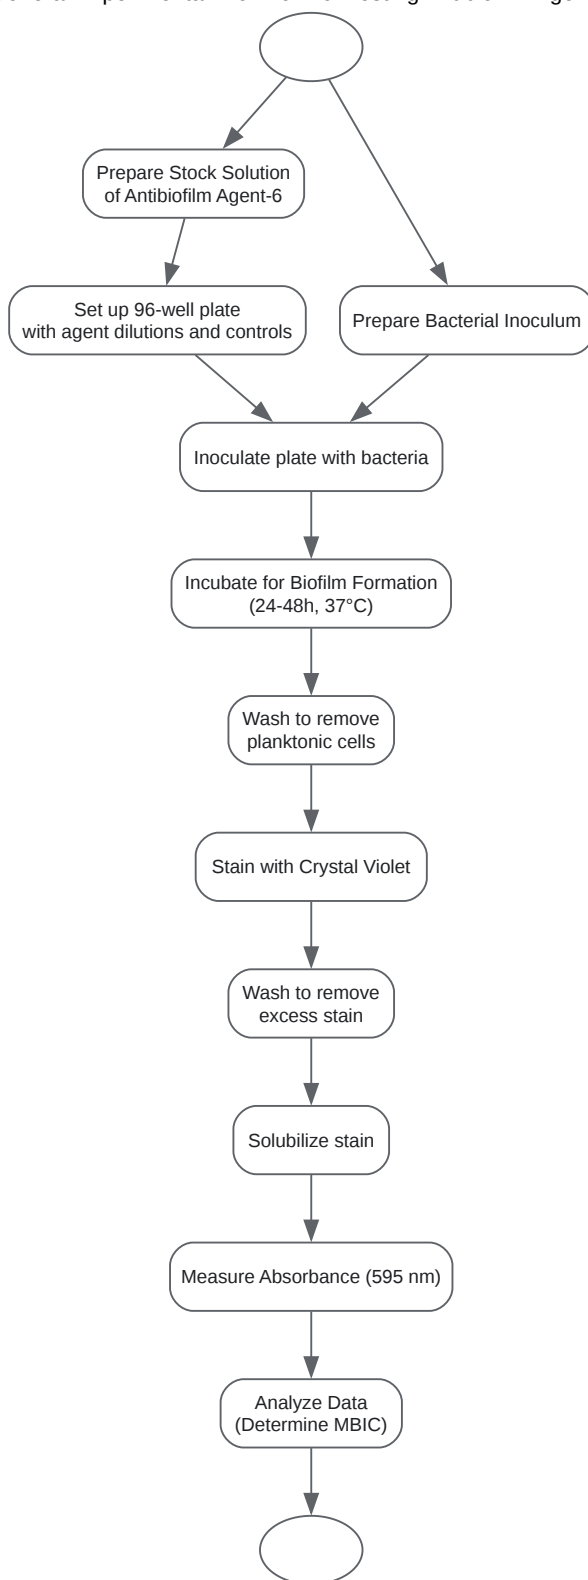 Prepare Stock Solution
of Antibiofilm Agent-6
Set up 96-well plate
with agent dilutions and controls
Prepare Bacterial Inoculum
Inoculate plate with bacteria
Incubate for Biofilm Formation
(24-48h, 37°C)
Wash to remove
planktonic cells
Stain with Crystal Violet
Wash to remove
excess stain
Solubilize stain
Measure Absorbance (595 nm)
Analyze Data
(Determine MBIC)